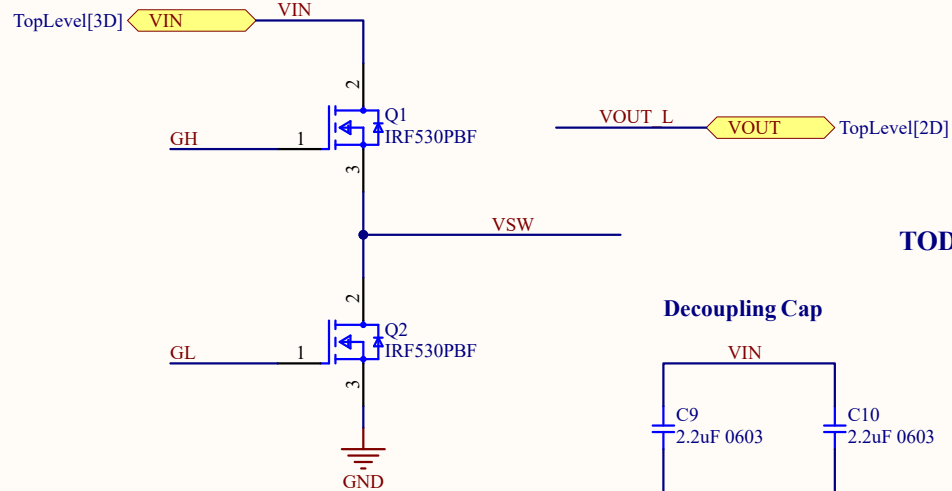 TopLevel[3D] VIN VIN
2
Q1
IRF530PBF
GH 1
3
VOUT_L VOUT TopLevel[2D]
VSW
TOD
2
Decoupling Cap
Q2
IRF530PBF
GL 1
3
VIN
C9
2.2uF 0603
C10
2.2uF 0603
GND